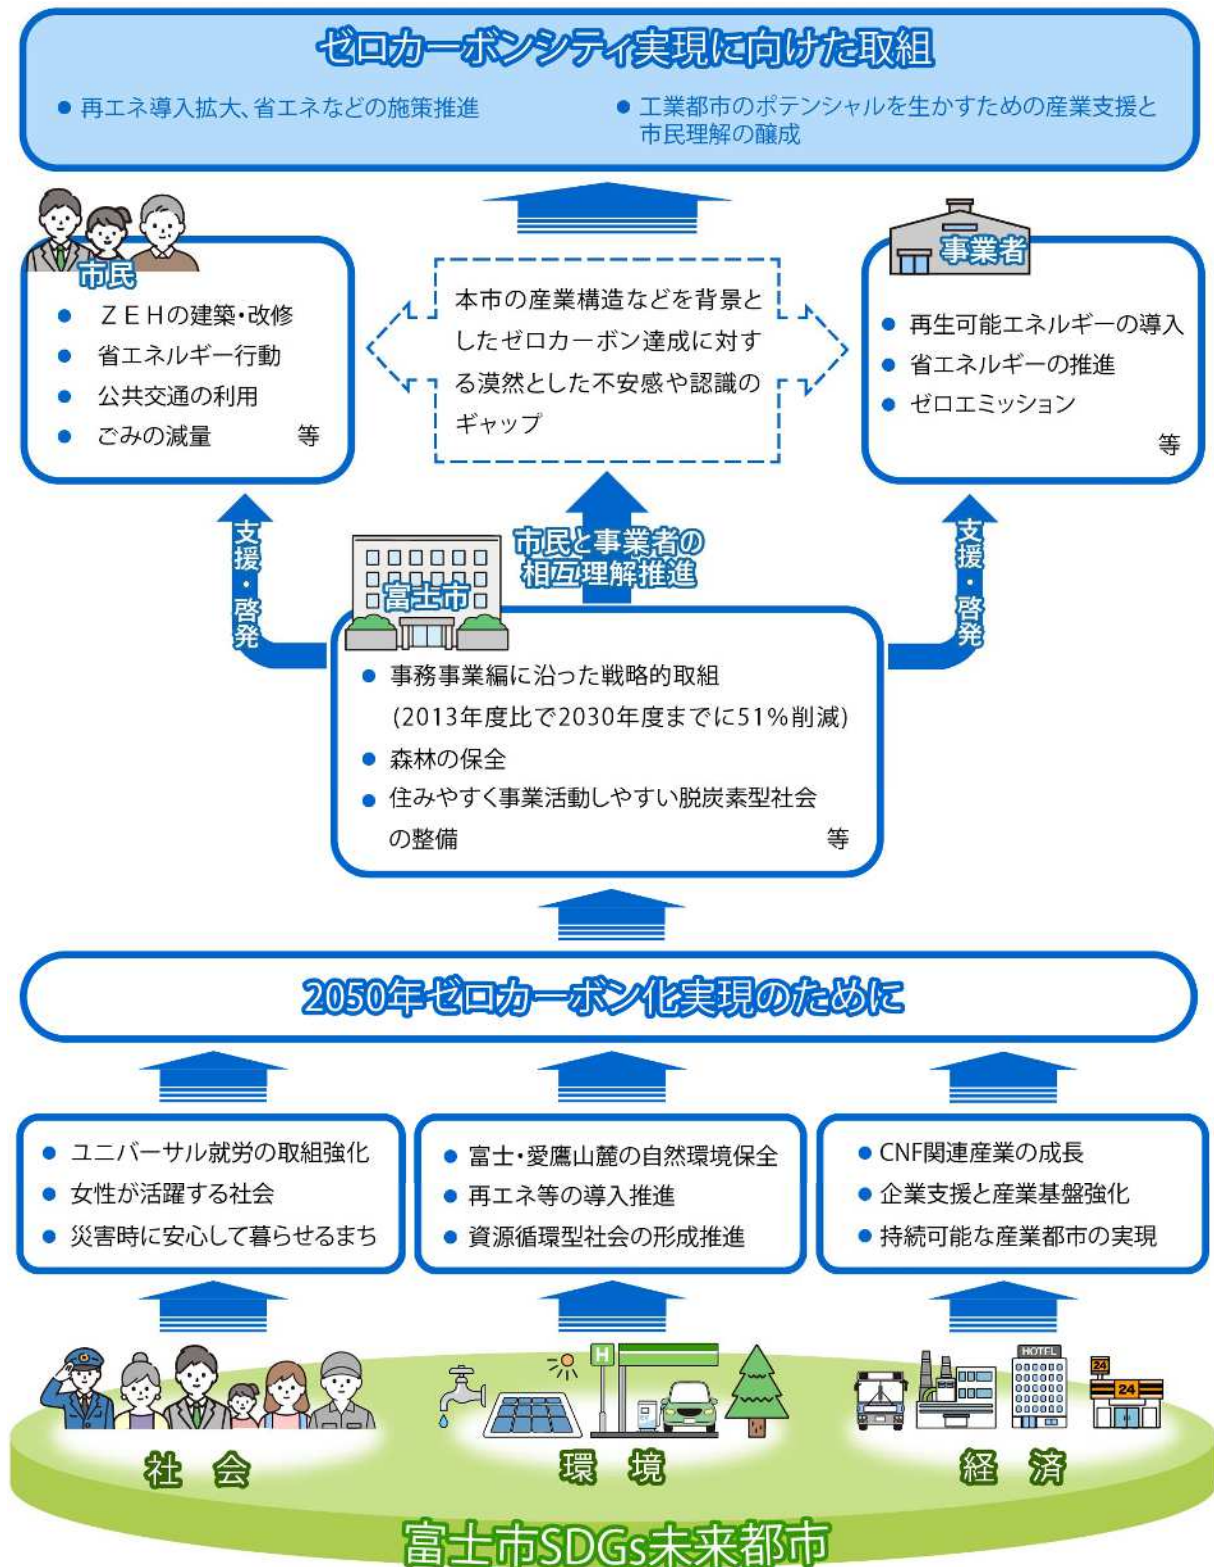 ゼロカーボンシティ実現に向けた取組
● 再エネ導入拡大、省エネなどの施策推進
● 工業都市のポテンシャルを生かすための産業支援と
市民理解の醸成
市民
● ZEHの建築・改修
● 省エネルギー行動
● 公共交通の利用
● ごみの減量 等
本市の産業構造などを背景と
したゼロカーボン達成に対す
る漠然とした不安感や認識の
ギャップ
事業者
● 再生可能エネルギーの導入
● 省エネルギーの推進
● ゼロエミッション
等
支援・啓発
市民と事業者の
相互理解推進
支援・啓発
富士市
● 事務事業編に沿った戦略的取組
(2013年度比で2030年度までに51%削減)
● 森林の保全
● 住みやすく事業活動しやすい脱炭素型社会
の整備 等
2050年ゼロカーボン化実現のために
● ユニバーサル就労の取組強化
● 女性が活躍する社会
● 災害時に安心して暮らせるまち
● 富士・愛鷹山麓の自然環境保全
● 再エネ等の導入推進
● 資源循環型社会の形成推進
● CNF関連産業の成長
● 企業支援と産業基盤強化
● 持続可能な産業都市の実現
H
HOTEL
24
24
社会
環境
経済
富士市SDGs未来都市